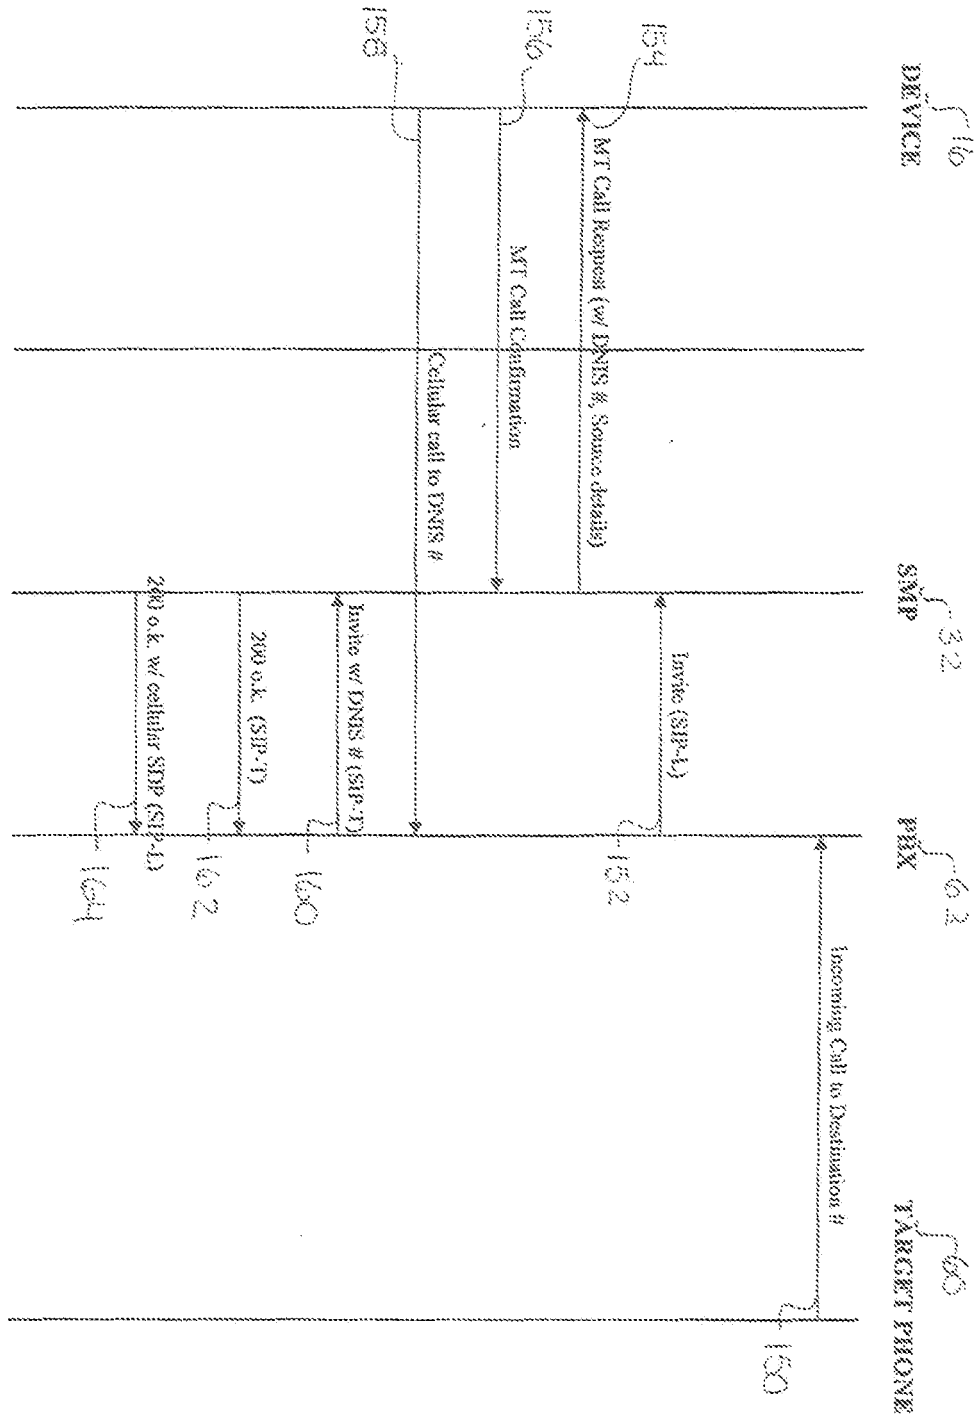 16
DEVICE
32
SMP
62
PBX
60
TARGET PHONE
Incoming Call to Destination #
150
Invite (SIP-L)
152
154
MT Call Request (w/ DNIS #, Source details)
156
MT Call Confirmation
158
Cellular call to DNIS #
Invite w/ DNIS # (SIP-T)
160
200 o.k. (SIP-T)
162
200 o.k. w/ cellular SDP (SIP-L)
164